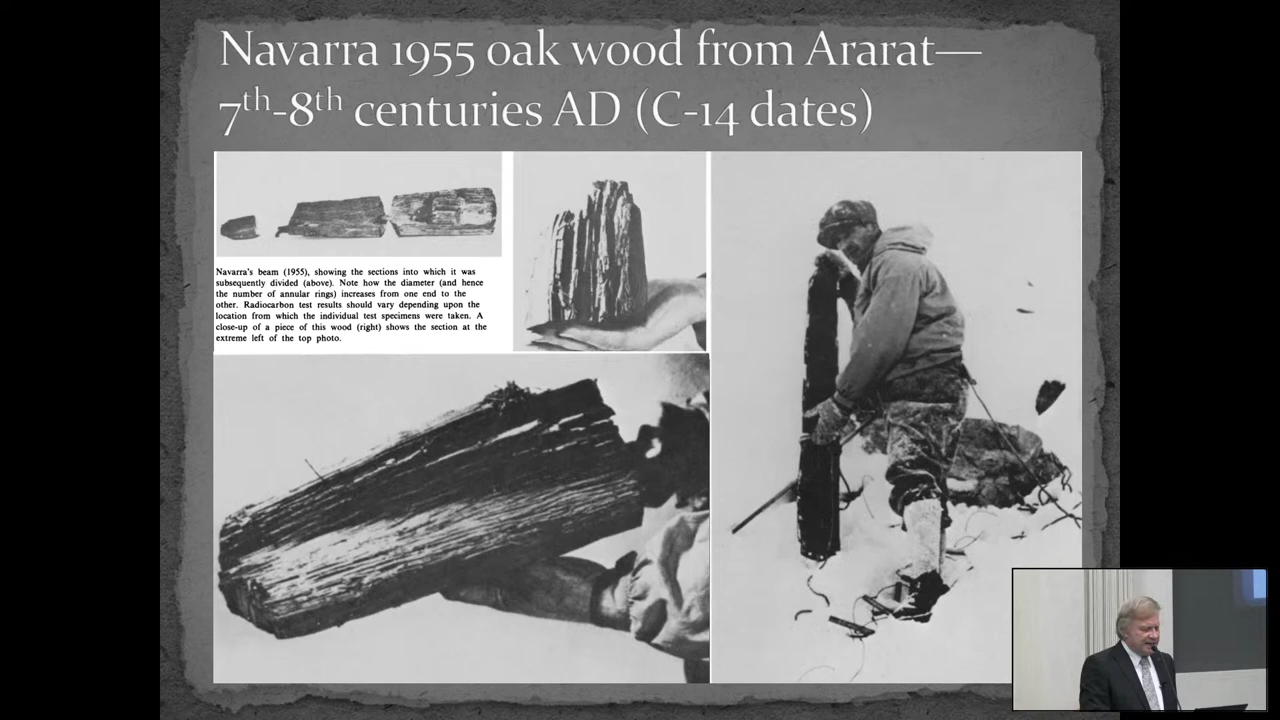 Navarra 1955 oak wood from Ararat—
7th-8th centuries AD (C-14 dates)
Navarra's beam (1955), showing the sections into which it was
subsequently divided (above). Note how the diameter (and hence
the number of annular rings) increases from one end to the
other. Radiocarbon test results should vary depending upon the
location from which the individual test specimens were taken. A
close-up of a piece of this wood (right) shows the section at the
extreme left of the top photo.